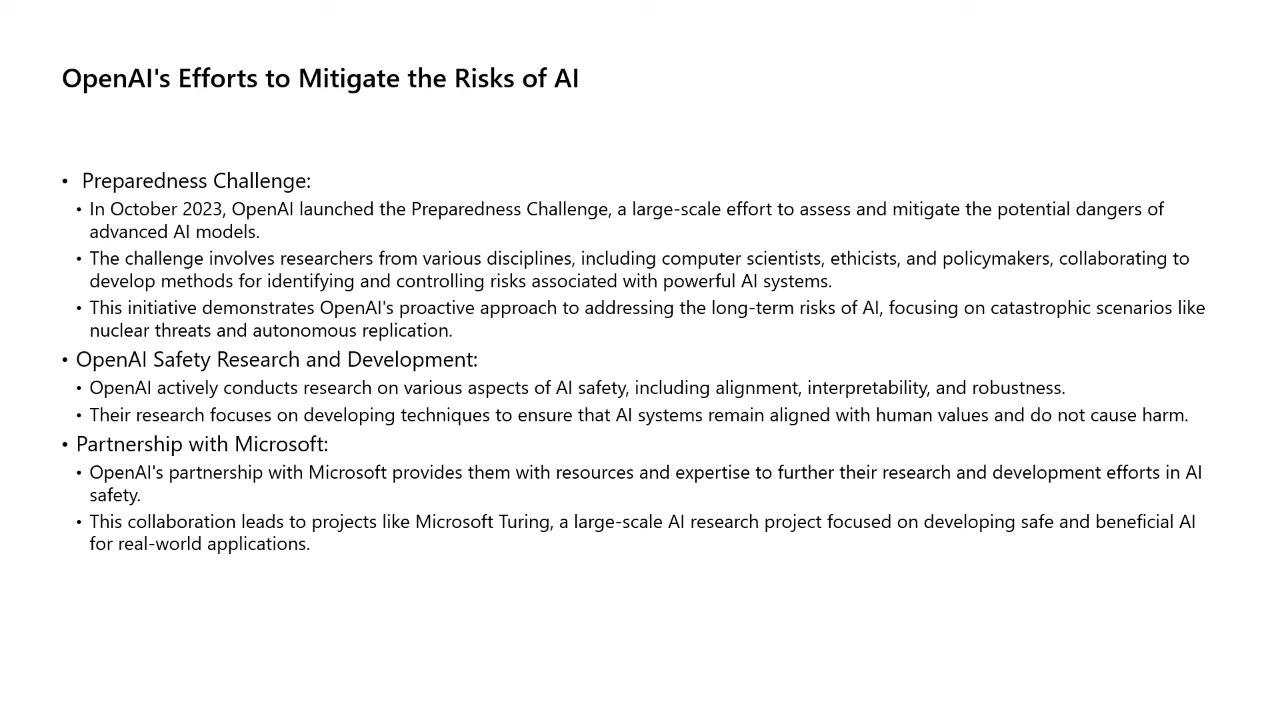 OpenAI's Efforts to Mitigate the Risks of AI
• Preparedness Challenge:
• In October 2023, OpenAI launched the Preparedness Challenge, a large-scale effort to assess and mitigate the potential dangers of
advanced AI models.
• The challenge involves researchers from various disciplines, including computer scientists, ethicists, and policymakers, collaborating to
develop methods for identifying and controlling risks associated with powerful AI systems.
• This initiative demonstrates OpenAI's proactive approach to addressing the long-term risks of AI, focusing on catastrophic scenarios like
nuclear threats and autonomous replication.
• OpenAI Safety Research and Development:
• OpenAI actively conducts research on various aspects of AI safety, including alignment, interpretability, and robustness.
• Their research focuses on developing techniques to ensure that AI systems remain aligned with human values and do not cause harm.
• Partnership with Microsoft:
• OpenAI's partnership with Microsoft provides them with resources and expertise to further their research and development efforts in AI
safety.
• This collaboration leads to projects like Microsoft Turing, a large-scale AI research project focused on developing safe and beneficial AI
for real-world applications.